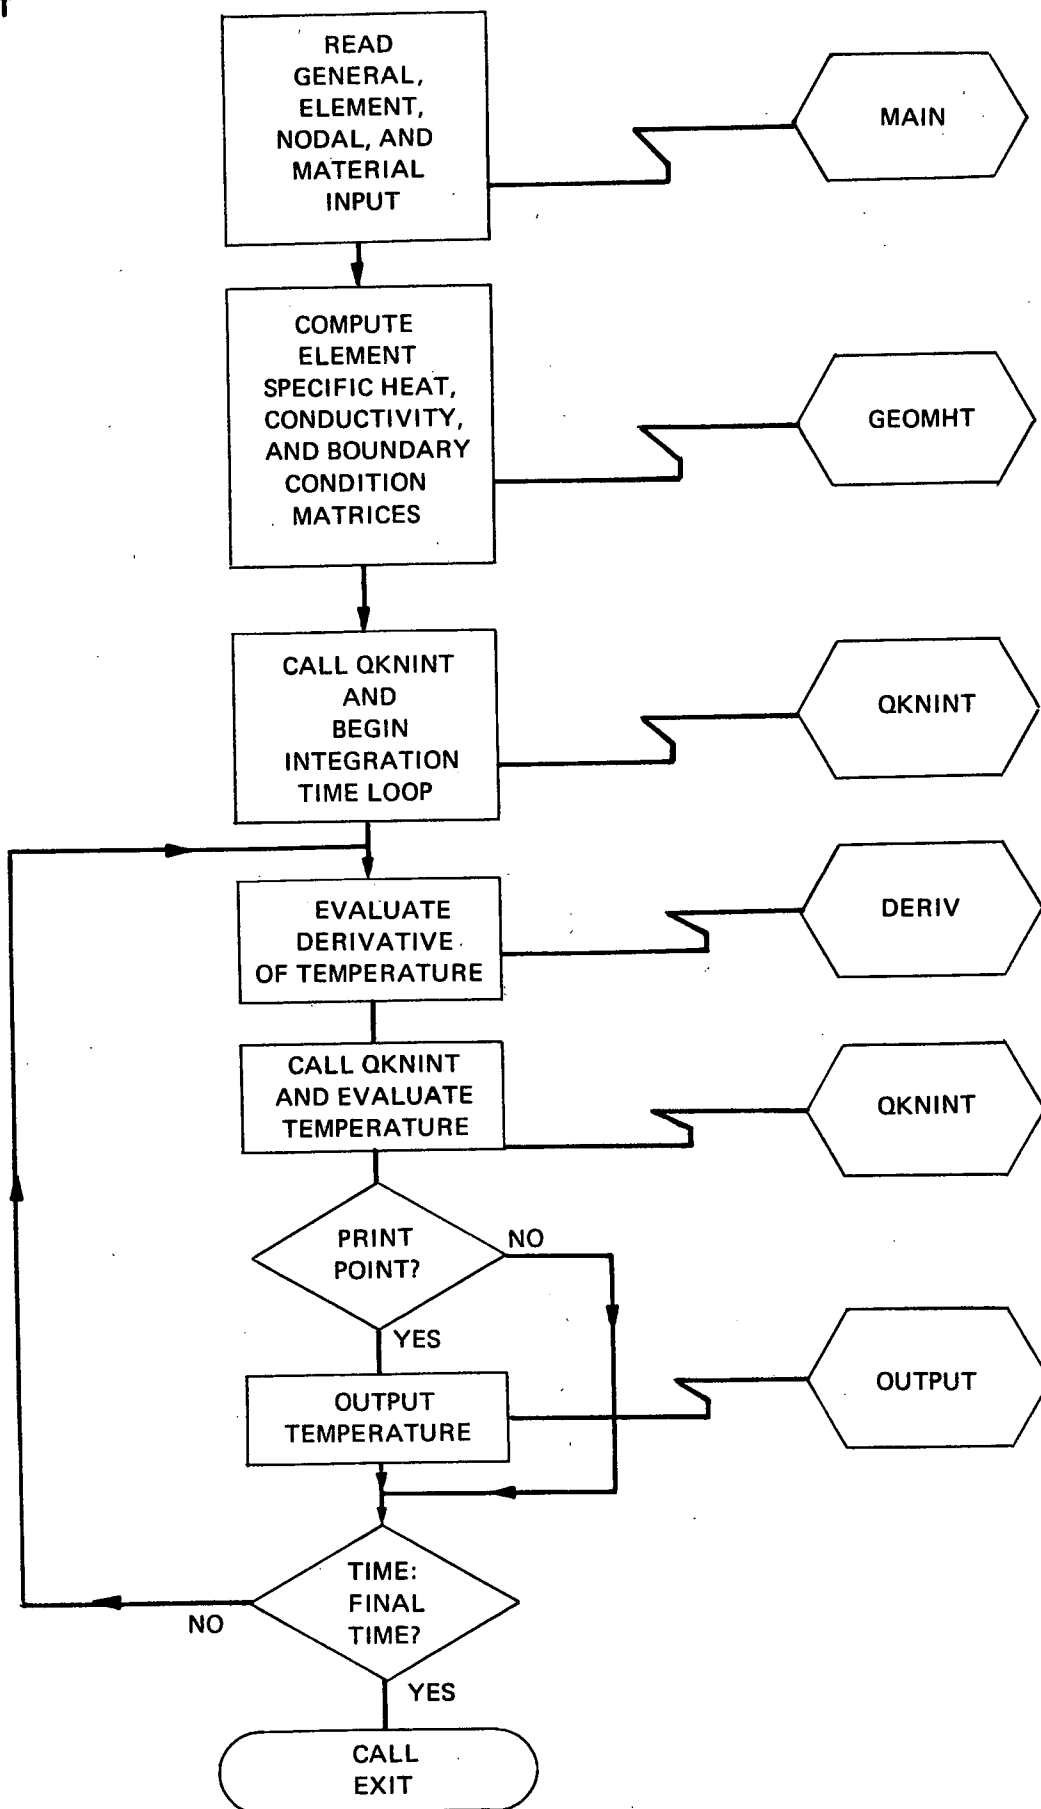 READ
GENERAL,
ELEMENT,
NODAL, AND
MATERIAL
INPUT
MAIN
COMPUTE
ELEMENT
SPECIFIC HEAT,
CONDUCTIVITY,
AND BOUNDARY
CONDITION
MATRICES
GEOMHT
CALL QKNINT
AND
BEGIN
INTEGRATION
TIME LOOP
QKNINT
EVALUATE
DERIVATIVE
OF TEMPERATURE
DERIV
CALL QKNINT
AND EVALUATE
TEMPERATURE
QKNINT
PRINT
POINT?
NO
YES
OUTPUT
TEMPERATURE
OUTPUT
TIME:
FINAL
TIME?
NO
YES
CALL
EXIT